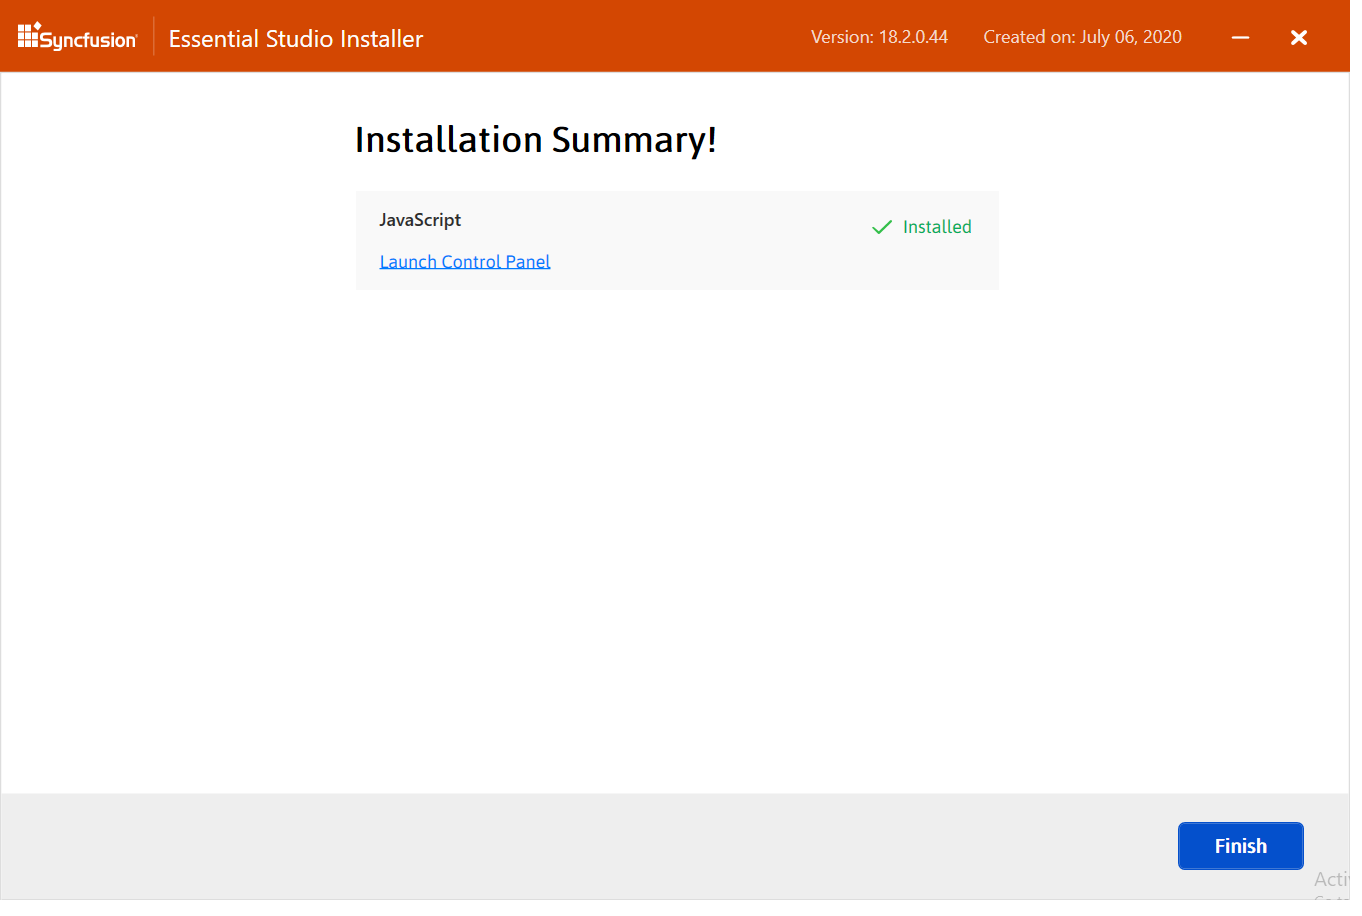 Syncfusion Essential Studio Installer Version: 18.2.0.44 Created on: July 06, 2020
Installation Summary!
JavaScript
Installed
Launch Control Panel
Finish